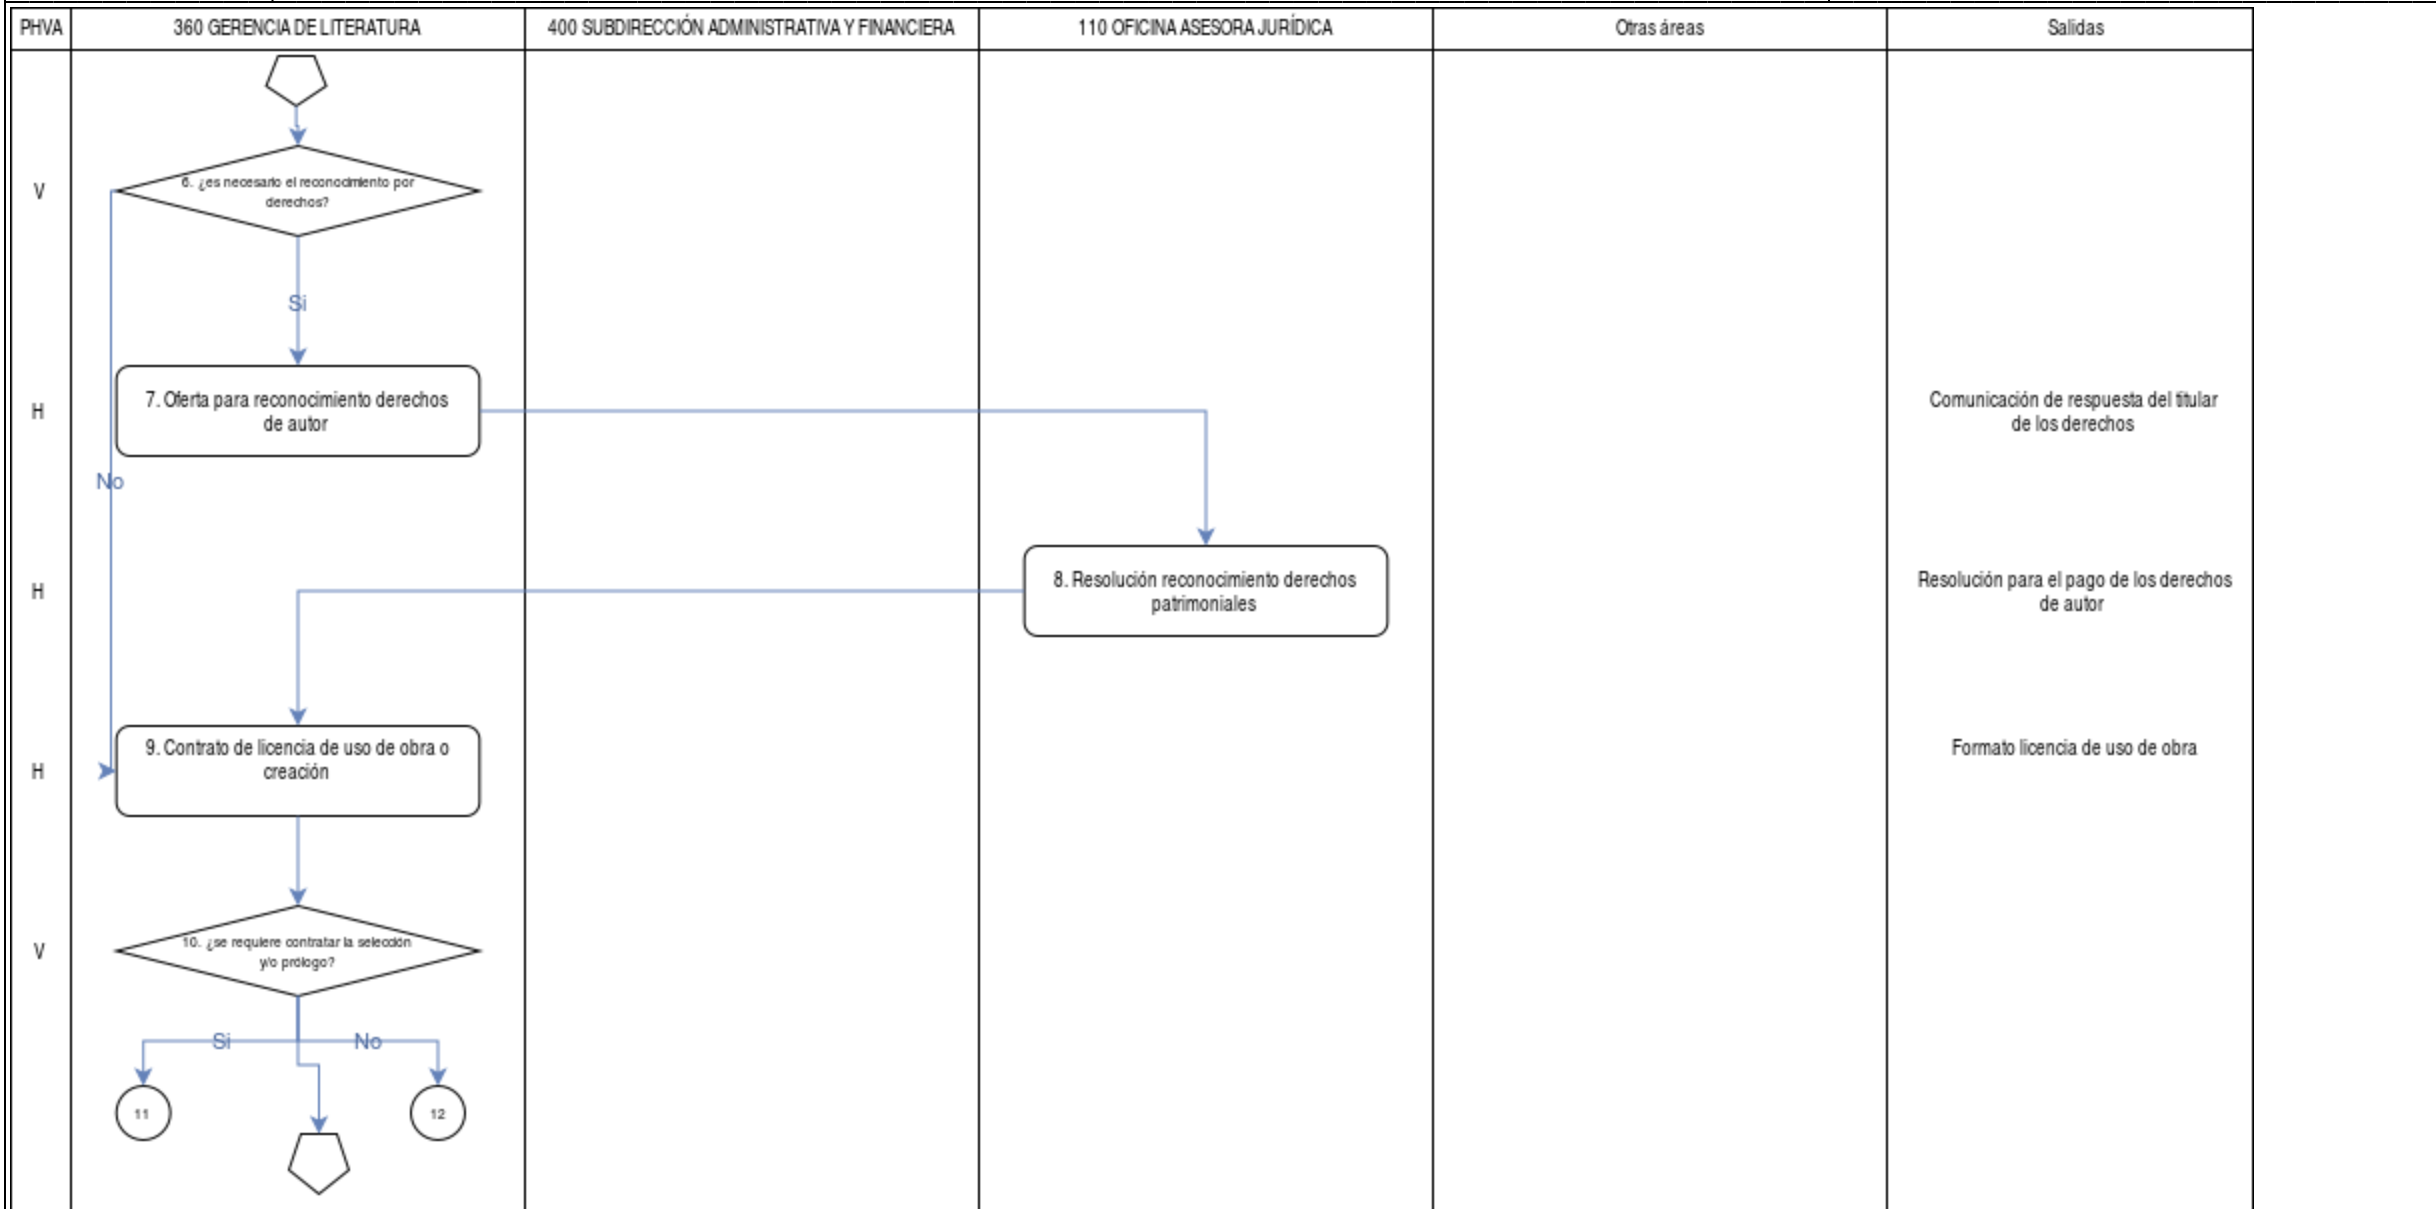 PHVA
360 GERENCIA DE LITERATURA
400 SUBDIRECCIÓN ADMINISTRATIVA Y FINANCIERA
110 OFICINA ASESORA JURÍDICA
Otras áreas
Salidas
V
6. ¿es necesario el reconocimiento por
derechos?
Si
H
7. Oferta para reconocimiento derechos
de autor
Comunicación de respuesta del titular
de los derechos
No
H
8. Resolución reconocimiento derechos
patrimoniales
Resolución para el pago de los derechos
de autor
H
9. Contrato de licencia de uso de obra o
creación
Formato licencia de uso de obra
V
10. ¿se requiere contratar la selección
y/o prólogo?
Si
No
11
12